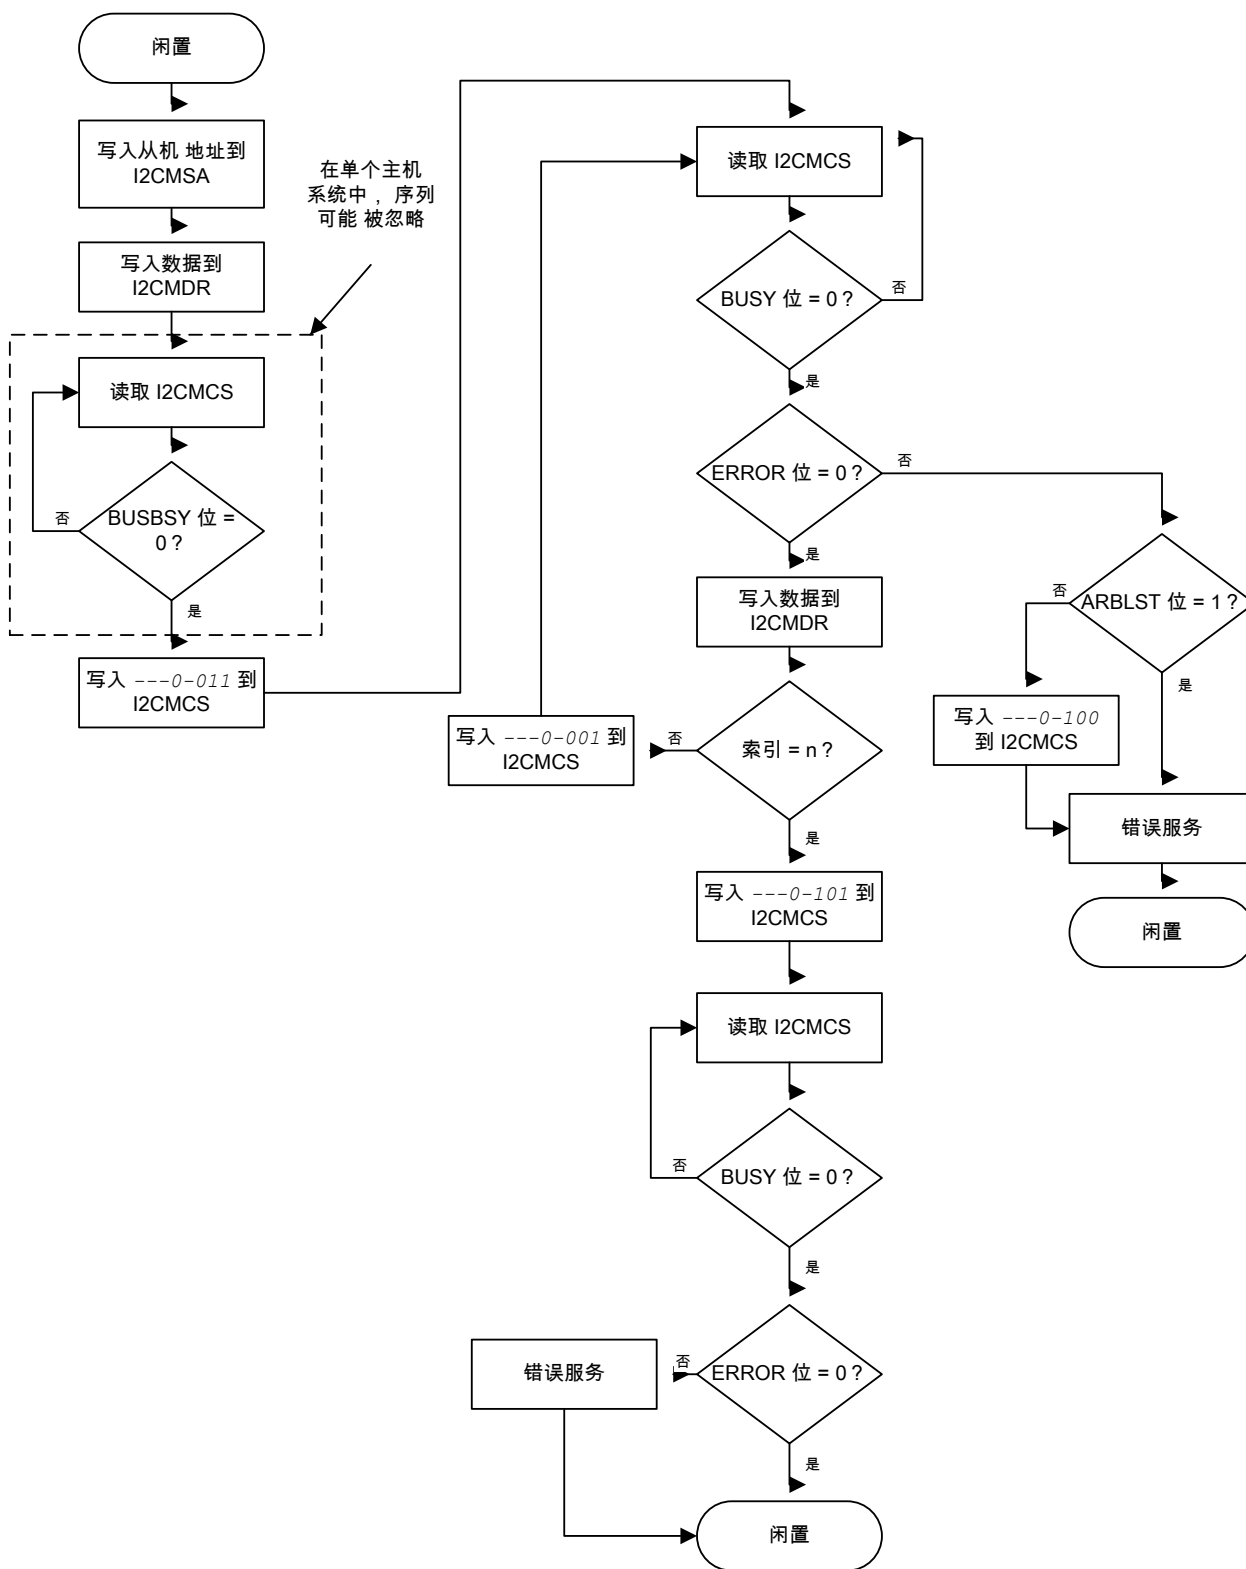 闲置
写入从机 地址到
I2CMSA
写入数据到
I2CMDR
在单个主机
系统中 ，序列
可能 被忽略
读取 I2CMCS
BUSBSY 位 =
0 ?
否
是
写入 ---0-011 到
I2CMCS
读取 I2CMCS
BUSY 位 = 0 ?
否
是
ERROR 位 = 0 ?
否
是
写入数据到
I2CMDR
索引 = n ?
否
是
写入 ---0-001 到
I2CMCS
ARBLST 位 = 1 ?
否
是
写入 ---0-100
到 I2CMCS
错误服务
闲置
写入 ---0-101 到
I2CMCS
读取 I2CMCS
BUSY 位 = 0 ?
否
是
ERROR 位 = 0 ?
否
是
错误服务
闲置